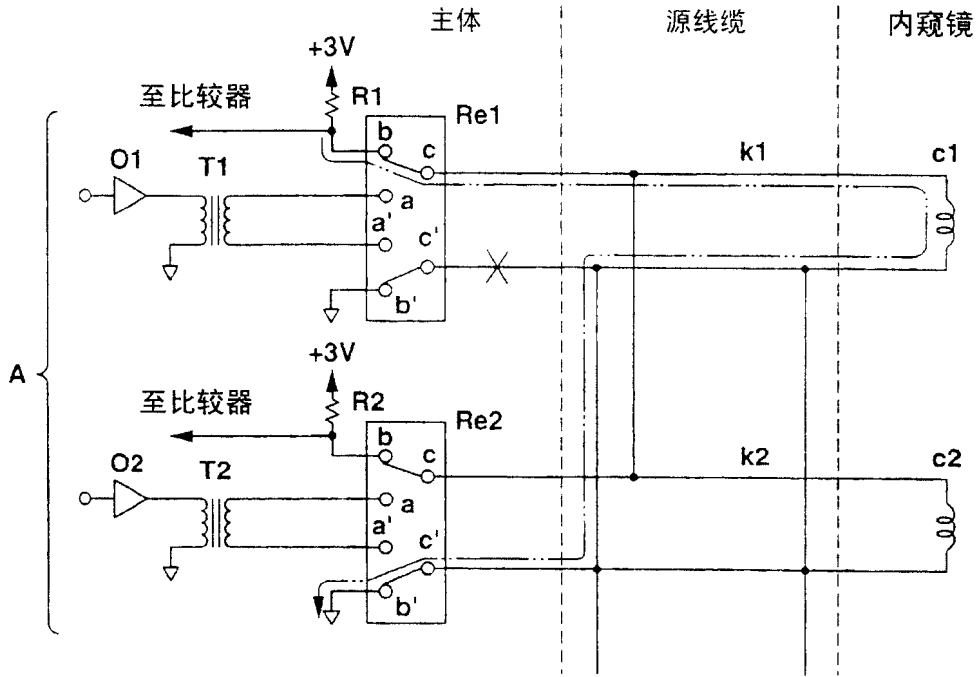 主体 源线缆 内窥镜
+3V
至比较器 R1
Re1
b
c k1 c1
O1 T1
a
a' c'
b'
A
+3V
至比较器 R2
Re2
b
c k2 c2
O2 T2
a
a' c'
b'